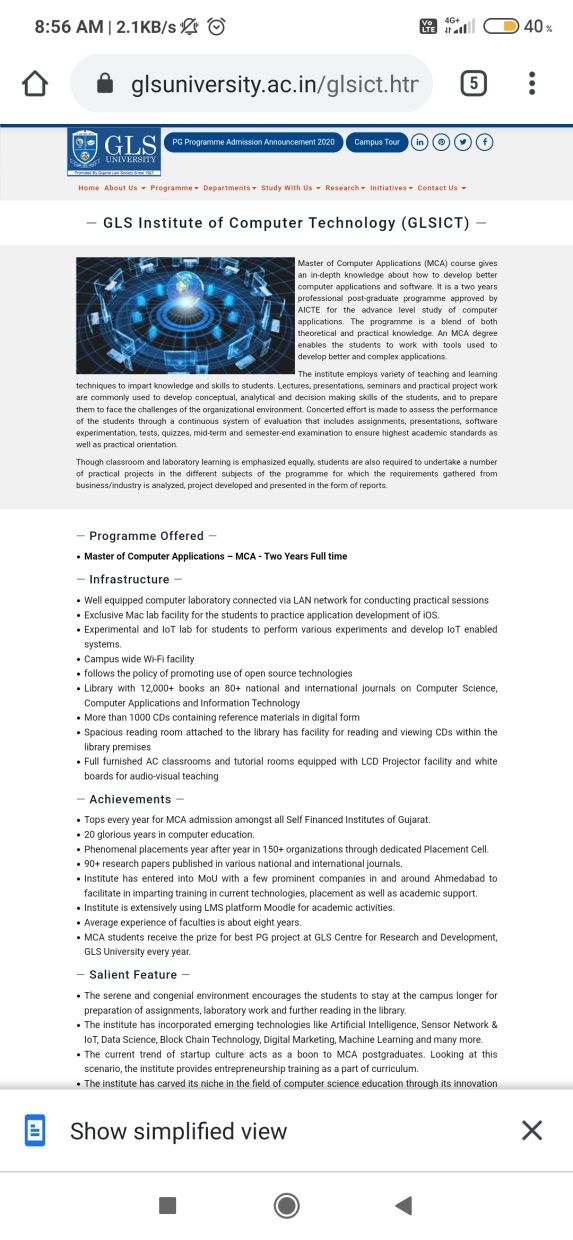 8:56 AM | 2.1KB/s
Vo LTE 4G+ 40 %
glsuniversity.ac.in/glsict.htr
5
GLS
UNIVERSITY
Promoted By Gujarat Law Society Since 1927
PG Programme Admission Announcement 2020 Campus Tour
Home About Us Programme Departments Study With Us Research Initiatives Contact Us
— GLS Institute of Computer Technology (GLSICT) —
Master of Computer Applications (MCA) course gives
an in-depth knowledge about how to develop better
computer applications and software. It is a two years
professional post-graduate programme approved by
AICTE for the advance level study of computer
applications. The programme is a blend of both
theoretical and practical knowledge. An MCA degree
enables the students to work with tools used to
develop better and complex applications.
The institute employs variety of teaching and learning
techniques to impart knowledge and skills to students. Lectures, presentations, seminars and practical project work
are commonly used to develop conceptual, analytical and decision making skills of the students, and to prepare
them to face the challenges of the organizational environment. Concerted effort is made to assess the performance
of the students through a continuous system of evaluation that includes assignments, presentations, software
experimentation, tests, quizzes, mid-term and semester-end examination to ensure highest academic standards as
well as practical orientation.
Though classroom and laboratory learning is emphasized equally, students are also required to undertake a number
of practical projects in the different subjects of the programme for which the requirements gathered from
business/industry is analyzed, project developed and presented in the form of reports.
— Programme Offered —
• Master of Computer Applications – MCA - Two Years Full time
— Infrastructure —
• Well equipped computer laboratory connected via LAN network for conducting practical sessions
• Exclusive Mac lab facility for the students to practice application development of iOS.
• Experimental and IoT lab for students to perform various experiments and develop IoT enabled
systems.
• Campus wide Wi-Fi facility
• follows the policy of promoting use of open source technologies
• Library with 12,000+ books an 80+ national and international journals on Computer Science,
Computer Applications and Information Technology
• More than 1000 CDs containing reference materials in digital form
• Spacious reading room attached to the library has facility for reading and viewing CDs within the
library premises
• Full furnished AC classrooms and tutorial rooms equipped with LCD Projector facility and white
boards for audio-visual teaching
— Achievements —
• Tops every year for MCA admission amongst all Self Financed Institutes of Gujarat.
• 20 glorious years in computer education.
• Phenomenal placements year after year in 150+ organizations through dedicated Placement Cell.
• 90+ research papers published in various national and international journals.
• Institute has entered into MoU with a few prominent companies in and around Ahmedabad to
facilitate in imparting training in current technologies, placement as well as academic support.
• Institute is extensively using LMS platform Moodle for academic activities.
• Average experience of faculties is about eight years.
• MCA students receive the prize for best PG project at GLS Centre for Research and Development,
GLS University every year.
— Salient Feature —
• The serene and congenial environment encourages the students to stay at the campus longer for
preparation of assignments, laboratory work and further reading in the library.
• The institute has incorporated emerging technologies like Artificial Intelligence, Sensor Network &
IoT, Data Science, Block Chain Technology, Digital Marketing, Machine Learning and many more.
• The current trend of startup culture acts as a boon to MCA postgraduates. Looking at this
scenario, the institute provides entrepreneurship training as a part of curriculum.
• The institute has carved its niche in the field of computer science education through its innovation
Show simplified view